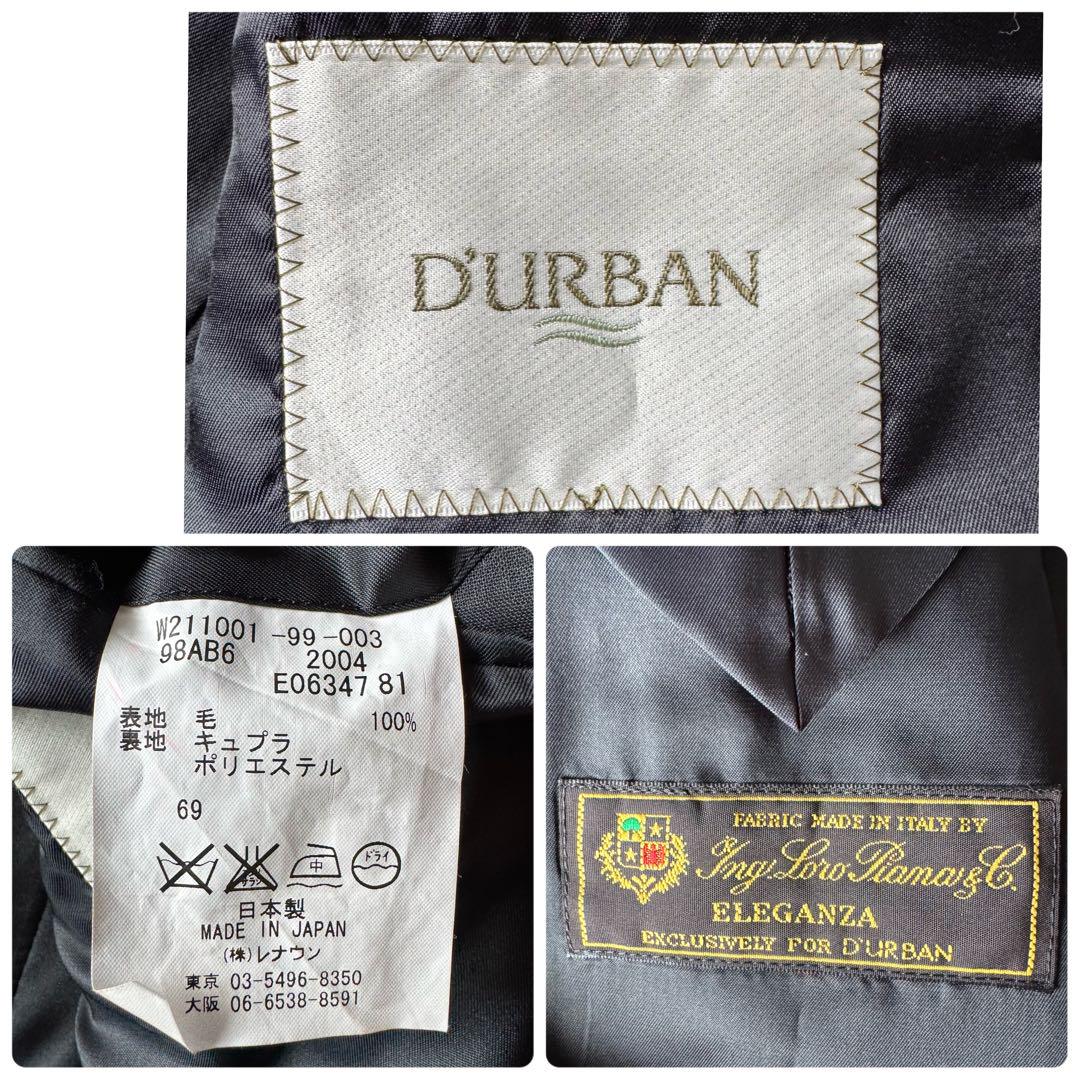 D'URBAN
W211001 -99-003
98AB6 2004
E06347 81
表地 毛 100%
裏地 キュプラ
ポリエステル
69
サラシ 中 ドライ
日本製
MADE IN JAPAN
(株)レナウン
東京 03-5496-8350
大阪 06-6538-8591
FABRIC MADE IN ITALY BY
Ing. Loro Piana & C.
ELEGANZA
EXCLUSIVELY FOR D'URBAN